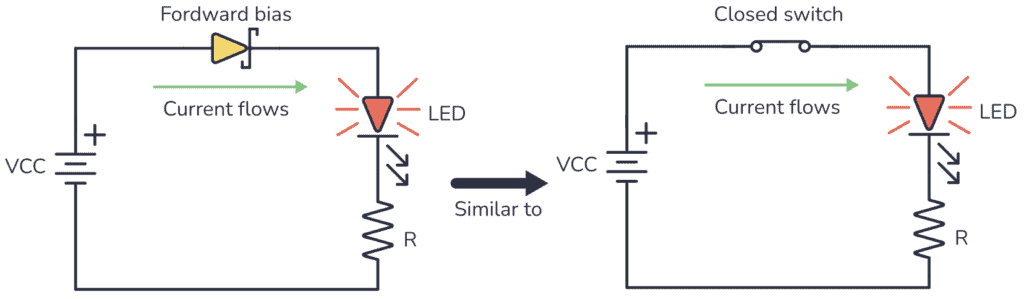 Fordward bias
Current flows
LED
+
VCC
R
Similar to
Closed switch
Current flows
LED
+
VCC
R